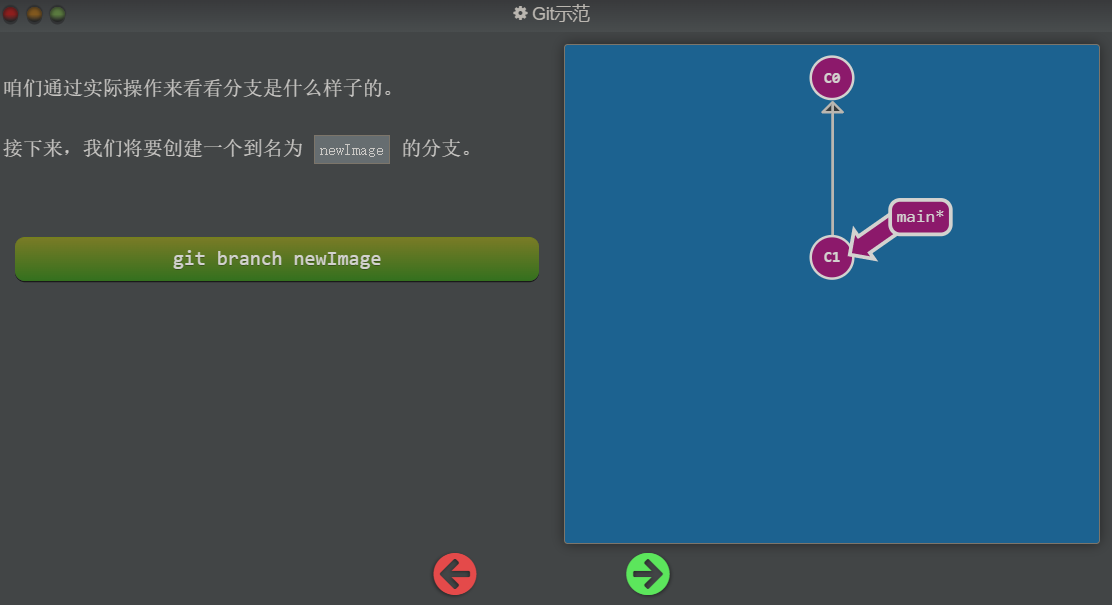 Git示范
咱们通过实际操作来看看分支是什么样子的。
接下来，我们将要创建一个到名为 newImage 的分支。
git branch newImage
C0
main*
C1